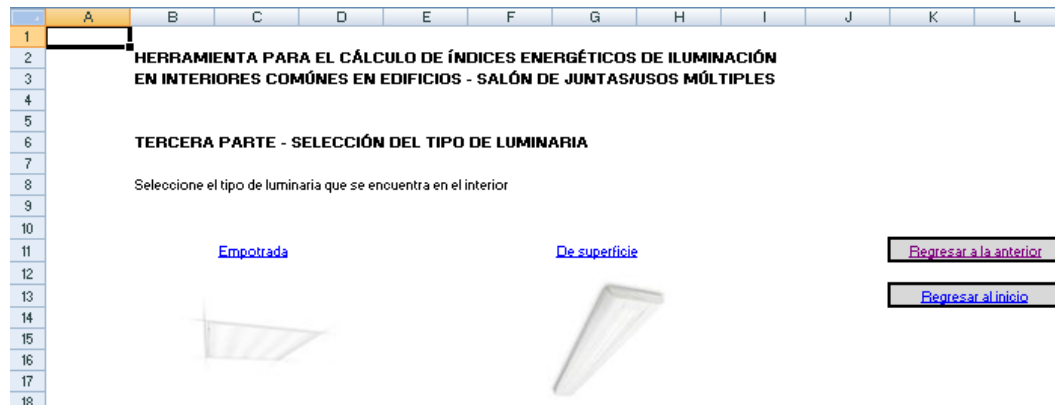 A B C D E F G H I J K L
1
2 HERRAMIENTA PARA EL CÁLCULO DE ÍNDICES ENERGÉTICOS DE ILUMINACIÓN
3 EN INTERIORES COMÚNES EN EDIFICIOS - SALÓN DE JUNTAS/USOS MÚLTIPLES
4
5
6 TERCERA PARTE - SELECCIÓN DEL TIPO DE LUMINARIA
7
8 Seleccione el tipo de luminaria que se encuentra en el interior
9
10
11 Empotrada De superficie Regresar a la anterior
12
13 Regresar al inicio
14
15
16
17
18